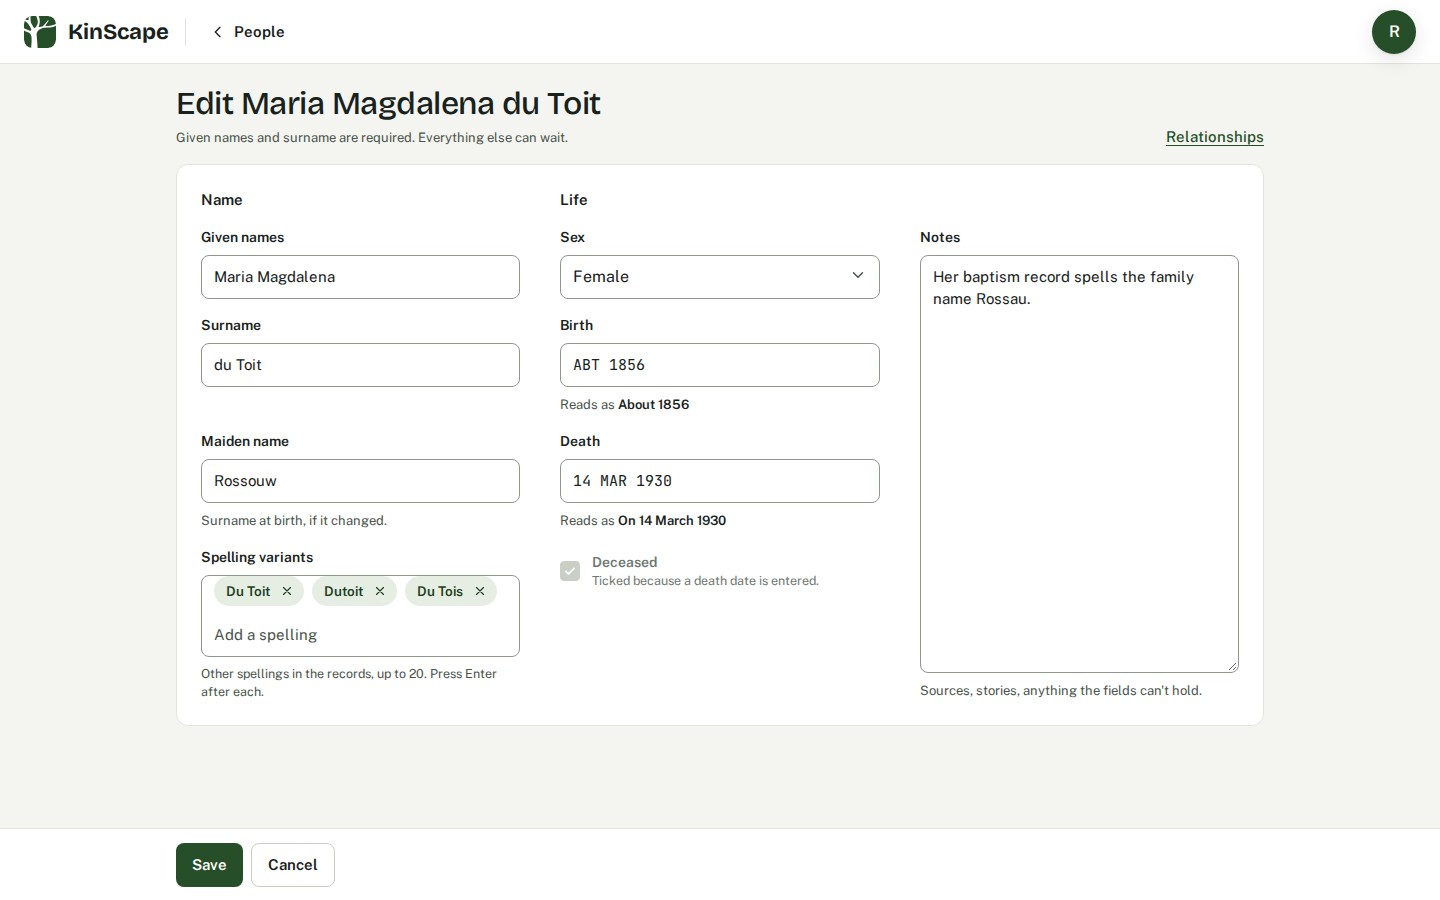 KinScape
People
R
Edit Maria Magdalena du Toit
Given names and surname are required. Everything else can wait.
Relationships
Name
Given names
Maria Magdalena
Surname
du Toit
Maiden name
Rossouw
Surname at birth, if it changed.
Spelling variants
Du Toit
Dutoit
Du Tois
Add a spelling
Other spellings in the records, up to 20. Press Enter
after each.
Life
Sex
Female
Birth
ABT 1856
Reads as About 1856
Death
14 MAR 1930
Reads as On 14 March 1930
Deceased
Ticked because a death date is entered.
Notes
Her baptism record spells the family
name Rossau.
Sources, stories, anything the fields can't hold.
Save
Cancel